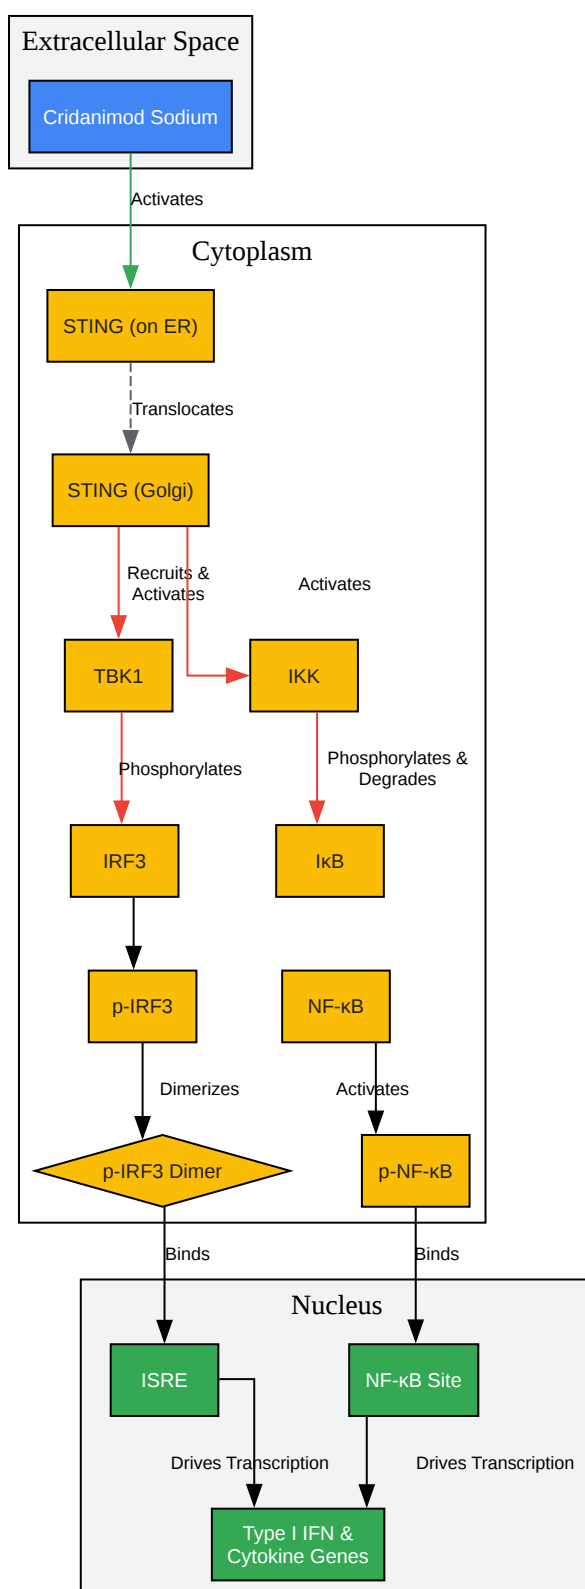 Extracellular Space
Cridanimod Sodium
Activates
Cytoplasm
STING (on ER)
Translocates
STING (Golgi)
Recruits &
Activates
Activates
TBK1
IKK
Phosphorylates
Phosphorylates &
Degrades
IRF3
IκB
p-IRF3
NF-κB
Dimerizes
Activates
p-IRF3 Dimer
p-NF-κB
Binds
Binds
Nucleus
ISRE
NF-κB Site
Drives Transcription
Drives Transcription
Type I IFN &
Cytokine Genes